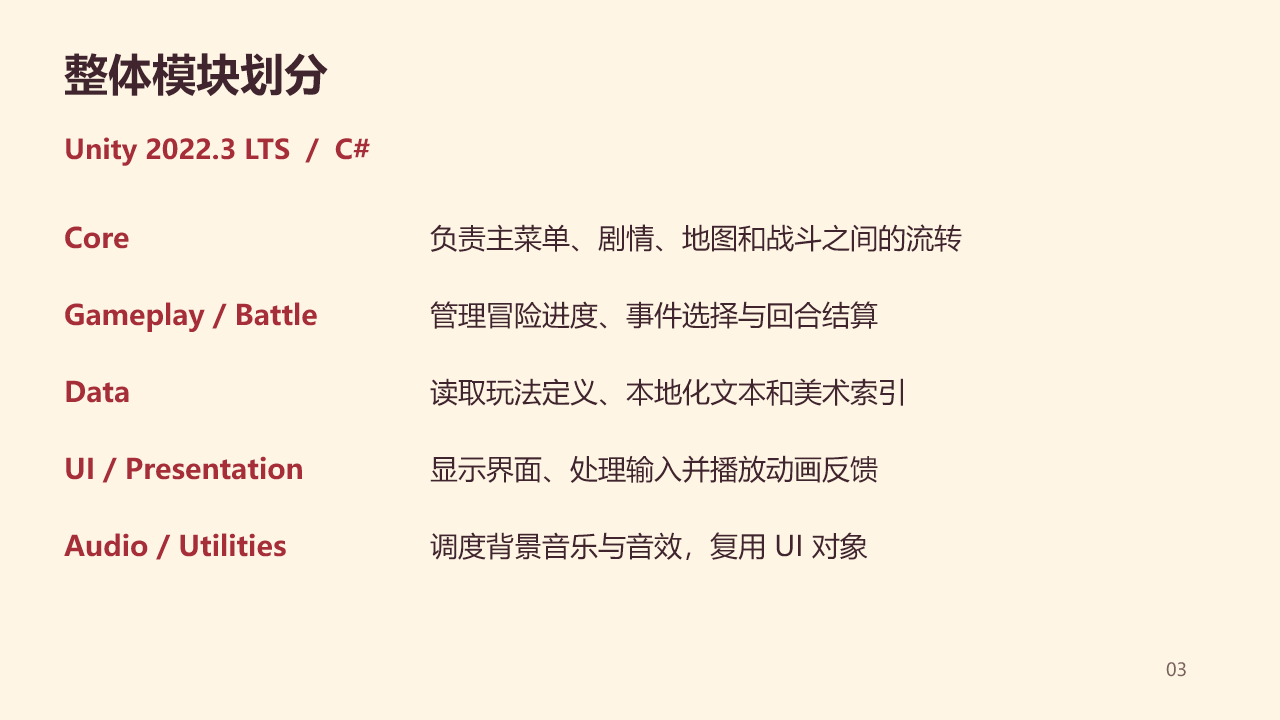 整体模块划分
Unity 2022.3 LTS / C#
Core 负责主菜单、剧情、地图和战斗之间的流转
Gameplay / Battle 管理冒险进度、事件选择与回合结算
Data 读取玩法定义、本地化文本和美术索引
UI / Presentation 显示界面、处理输入并播放动画反馈
Audio / Utilities 调度背景音乐与音效，复用 UI 对象
03